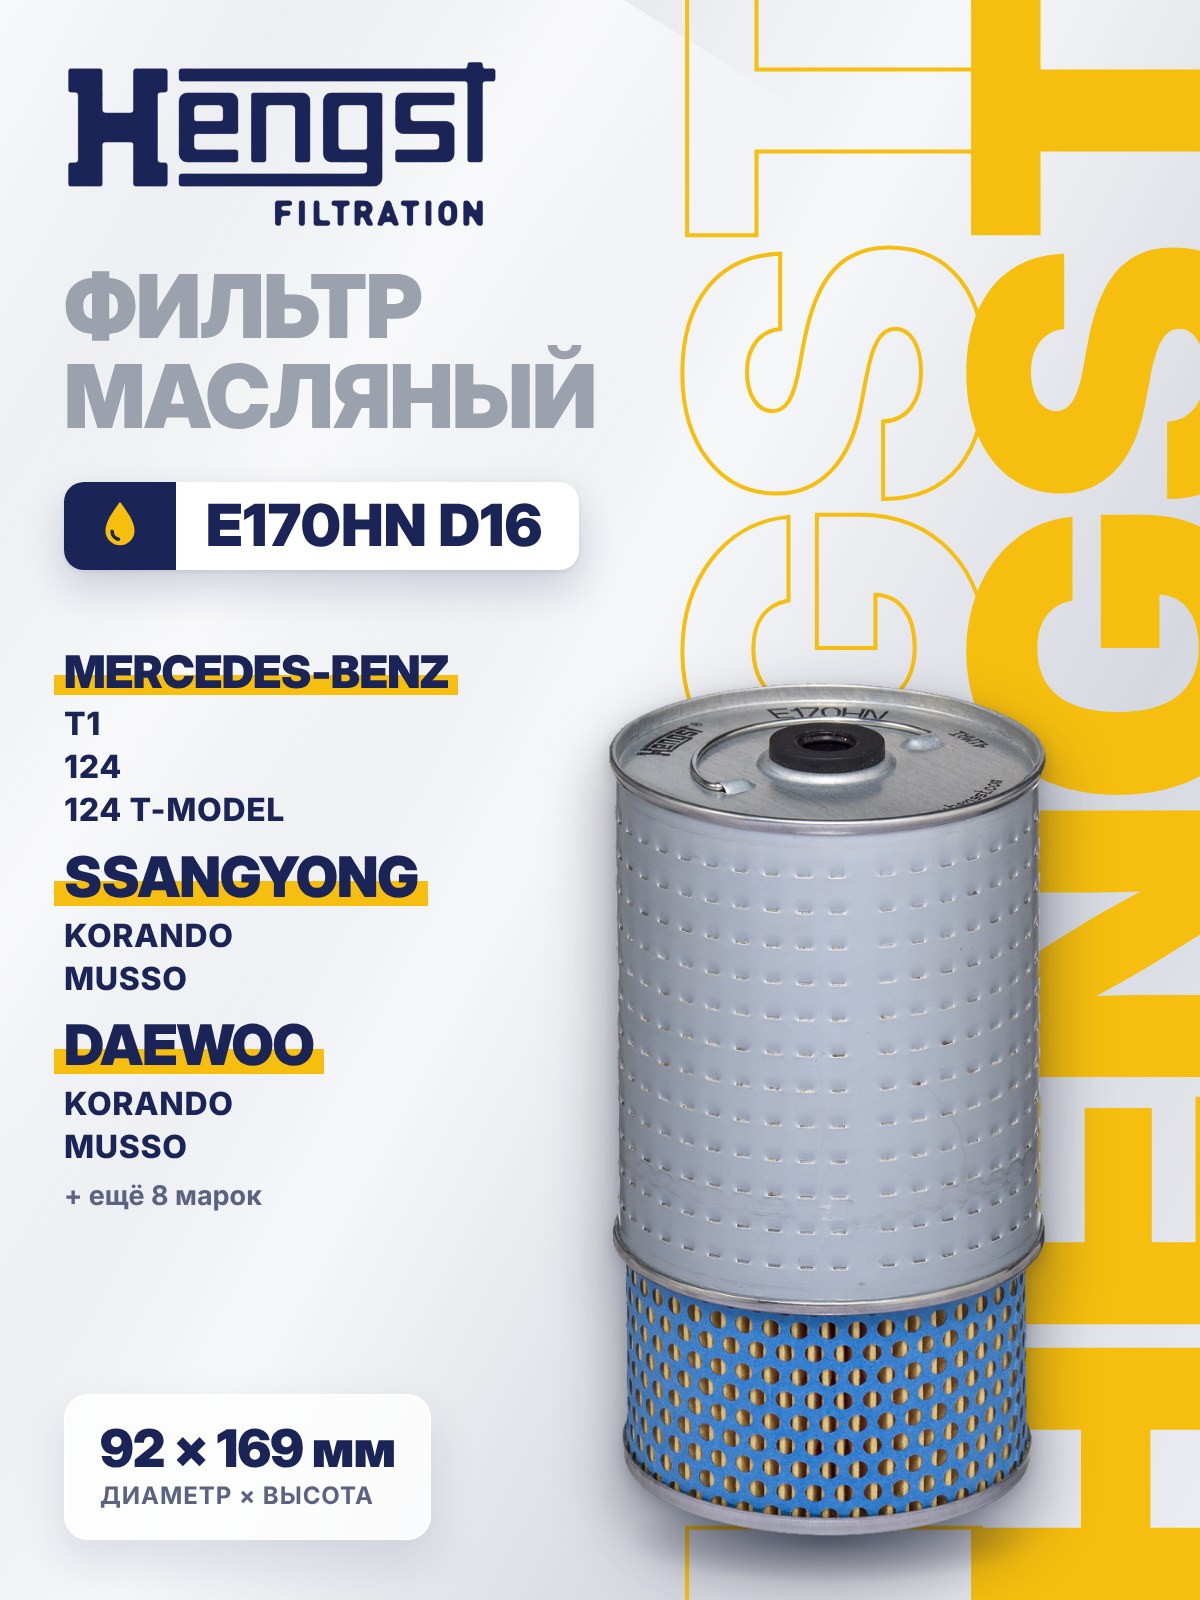 Hengst
FILTRATION
ФИЛЬТР
МАСЛЯНЫЙ
E170HN D16
MERCEDES-BENZ
T1
124
124 T-MODEL
SSANGYONG
KORANDO
MUSSO
DAEWOO
KORANDO
MUSSO
+ ещё 8 марок
92 × 169 мм
ДИАМЕТР × ВЫСОТА
HENGST
E170HN
Hengst®